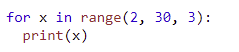 for x in range(2, 30, 3):
  print(x)